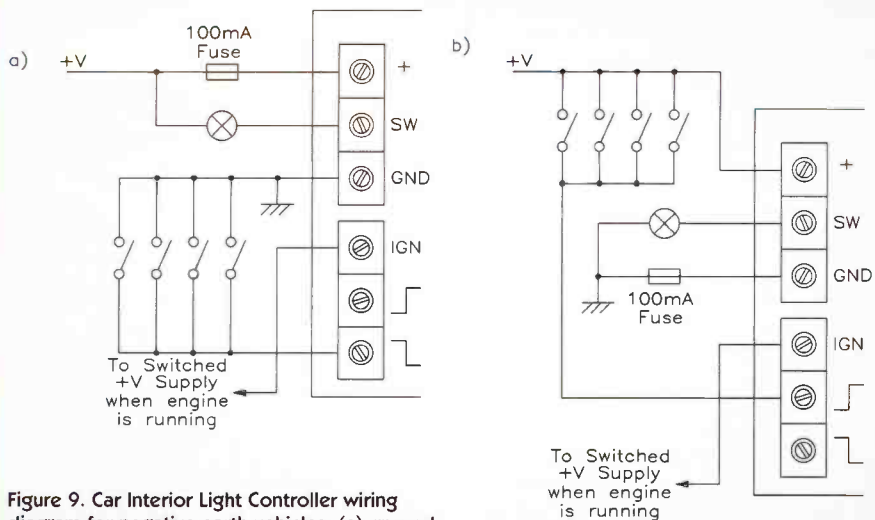 a)
+V
100mA
Fuse
+
SW
GND
IGN
To Switched
+V Supply
when engine
is running
b)
+V
+
SW
GND
100mA
Fuse
IGN
To Switched
+V Supply
when engine
is running
Figure 9. Car Interior Light Controller wiring